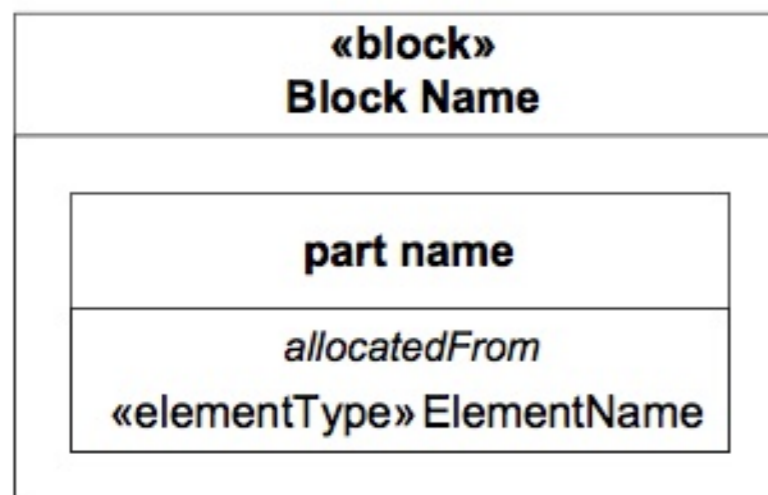 «block»
Block Name
part name
allocatedFrom
«elementType» ElementName